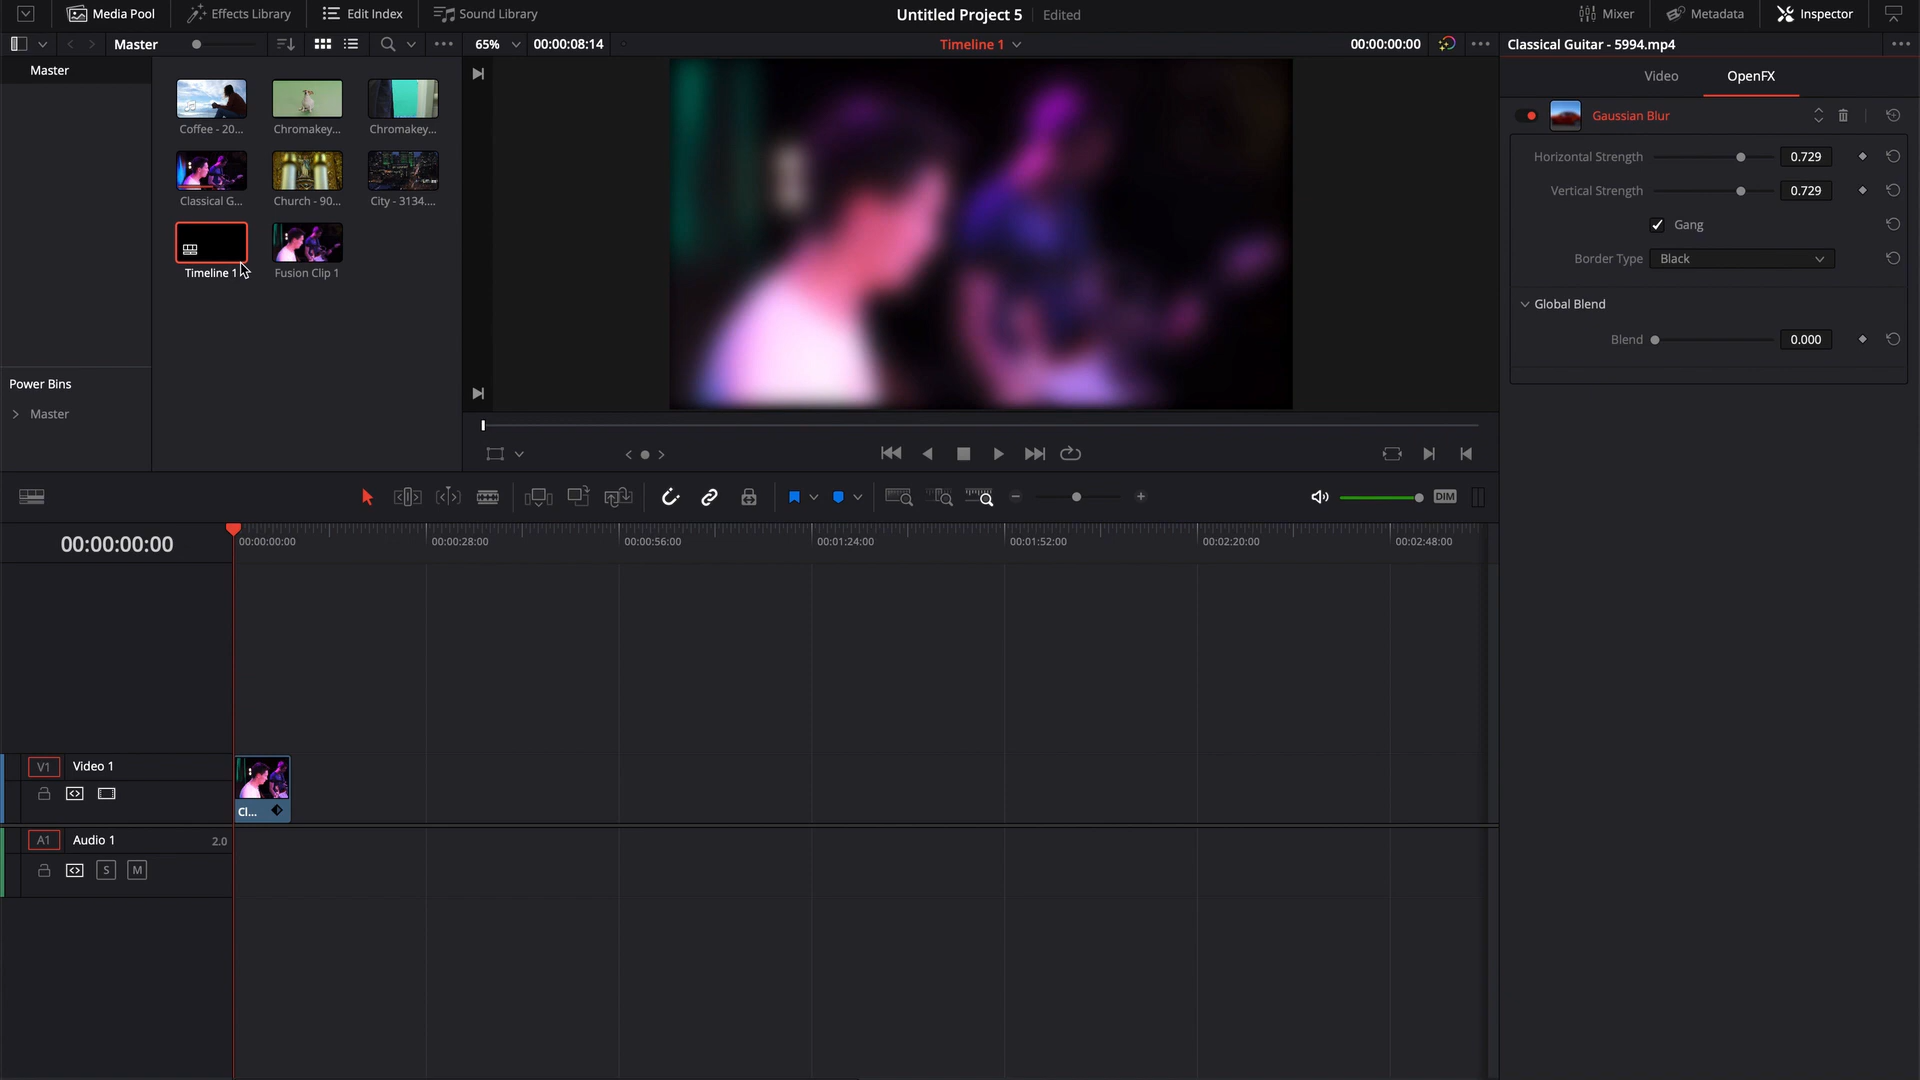 Media Pool
Effects Library
Edit Index
Sound Library
Untitled Project 5
Edited
Mixer
Metadata
Inspector
Master
65%
00:00:08:14
Timeline 1
00:00:00:00
Classical Guitar - 5994.mp4
Master
Video
OpenFX
Coffee - 20...
Chromakey...
Chromakey...
Gaussian Blur
Horizontal Strength
0.729
Vertical Strength
0.729
Classical G...
Church - 90...
City - 3134....
Gang
Border Type
Black
Timeline 1
Fusion Clip 1
Global Blend
Blend
0.000
Power Bins
Master
DIM
00:00:00:00
00:00:00:00
00:00:28:00
00:00:56:00
00:01:24:00
00:01:52:00
00:02:20:00
00:02:48:00
V1
Video 1
Cl...
A1
Audio 1
2.0
S
M